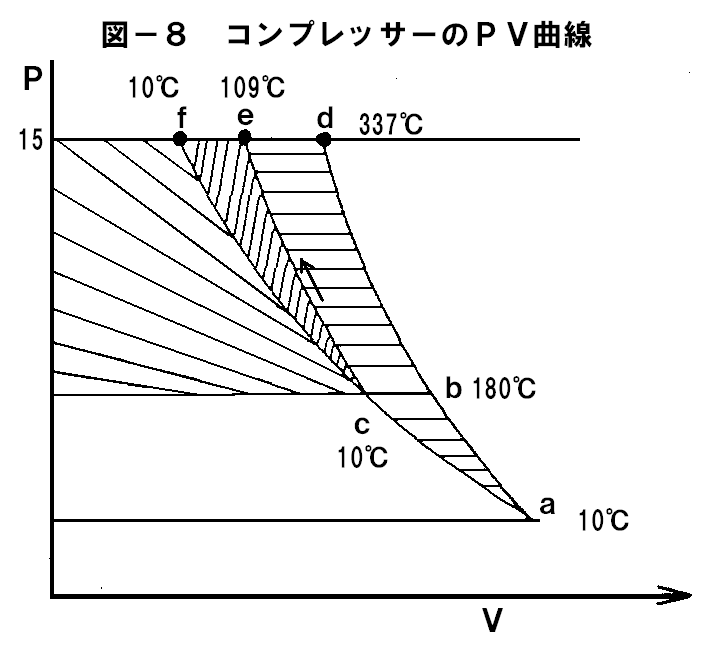 図－８　コンプレッサーのＰＶ曲線
P
10℃ 109℃
f e d 337℃
15
b 180℃
c
10℃
a 10℃
V